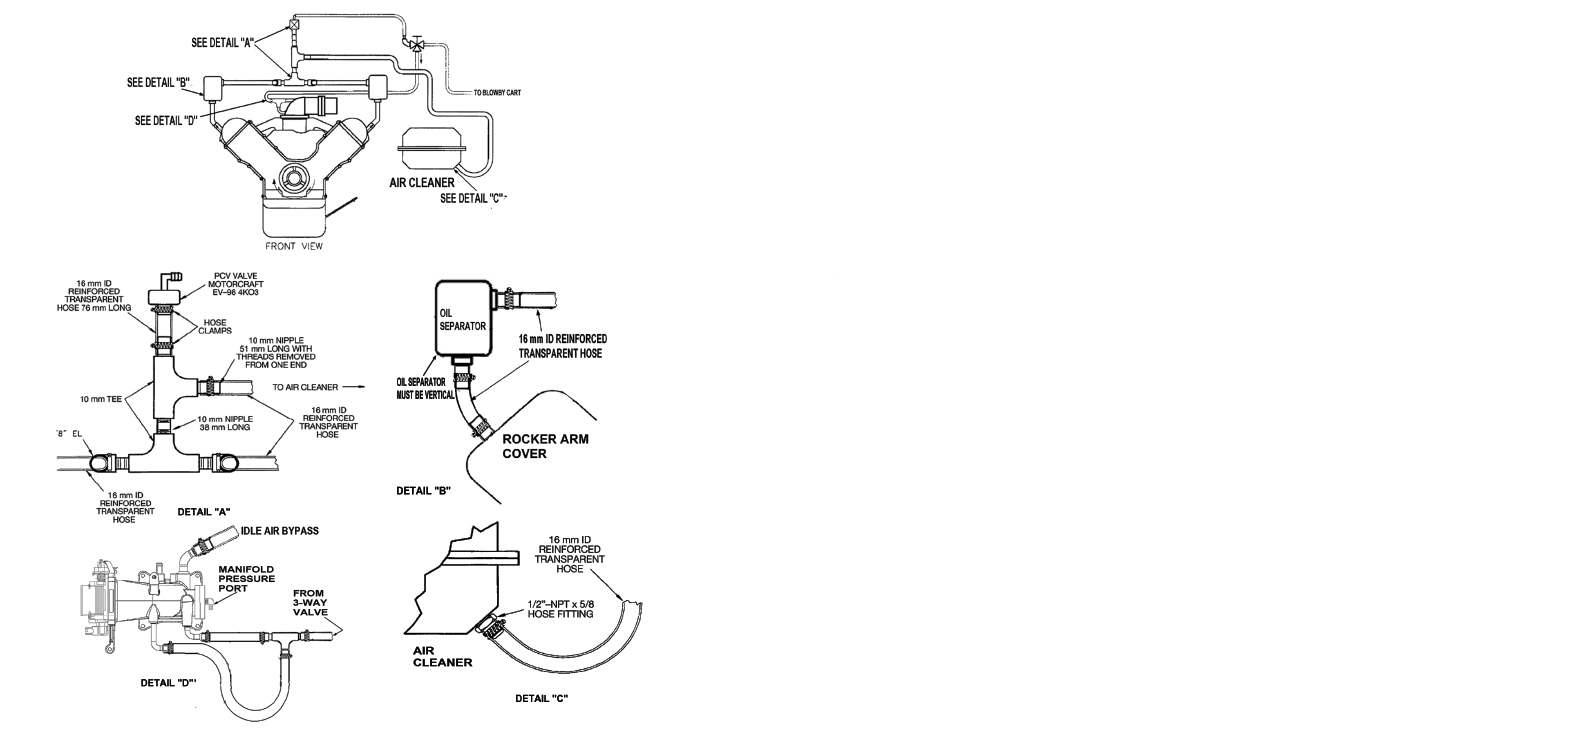 SEE DETAIL "A"
SEE DETAIL "B"
TO BLOWBY CART
SEE DETAIL "D"
AIR CLEANER
SEE DETAIL "C"
FRONT VIEW
16 mm ID
REINFORCED
TRANSPARENT
HOSE 76 mm LONG
PCV VALVE
MOTORCRAFT
EV-98 4KO3
HOSE
CLAMPS
10 mm NIPPLE
51 mm LONG WITH
THREADS REMOVED
FROM ONE END
TO AIR CLEANER
10 mm TEE
10 mm NIPPLE
38 mm LONG
16 mm ID
REINFORCED
TRANSPARENT
HOSE
"8" EL
16 mm ID
REINFORCED
TRANSPARENT
HOSE
DETAIL "A"
OIL
SEPARATOR
16 mm ID REINFORCED
TRANSPARENT HOSE
OIL SEPARATOR
MUST BE VERTICAL
ROCKER ARM
COVER
DETAIL "B"
IDLE AIR BYPASS
MANIFOLD
PRESSURE
PORT
FROM
3-WAY
VALVE
DETAIL "D"
16 mm ID
REINFORCED
TRANSPARENT
HOSE
1/2"-NPT x 5/8
HOSE FITTING
AIR
CLEANER
DETAIL "C"